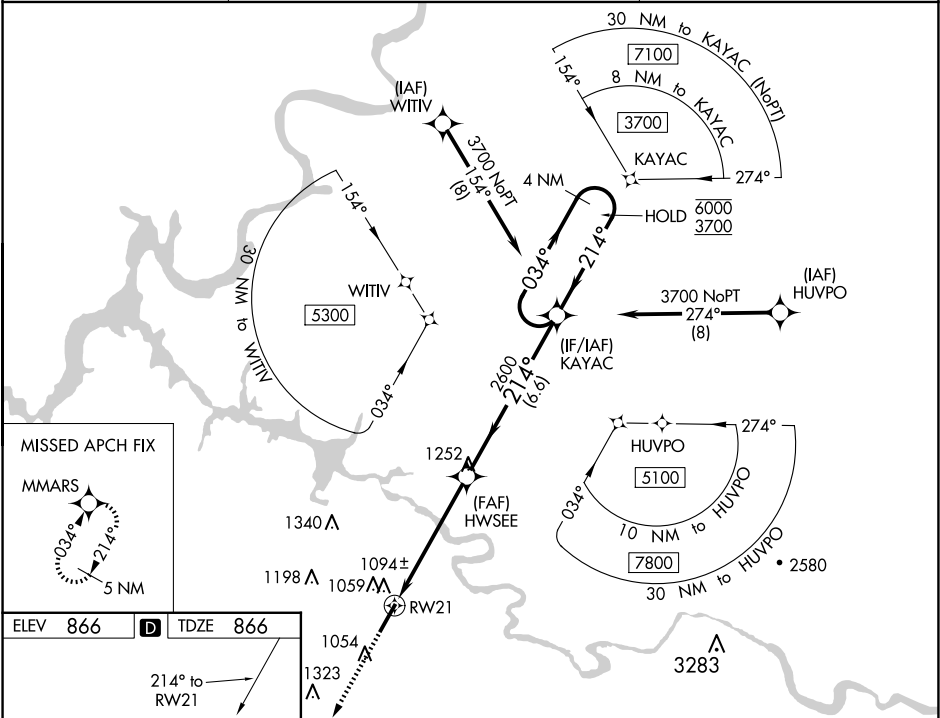 30 NM to KAYAC (NoPT)
7100
154°
8 NM to KAYAC
3700
KAYAC
274°
(IAF)
WITIV
3700 NoPT
154°
(8)
4 NM
HOLD 6000
3700
034°
214°
154°
WITIV
30 NM to WITIV
5300
034°
(IAF)
HUVPO
3700 NoPT
274°
(8)
(IF/IAF)
KAYAC
2600
214°
(6.6)
MISSED APCH FIX
MMARS
034°
214°
5 NM
1252
(FAF)
HWSEE
274°
HUVPO
5100
034°
10 NM to HUVPO
7800
30 NM to HUVPO
2580
1340
1198
1094±
1059
RW21
1054
1323
3283
ELEV 866 D TDZE 866
214° to
RW21